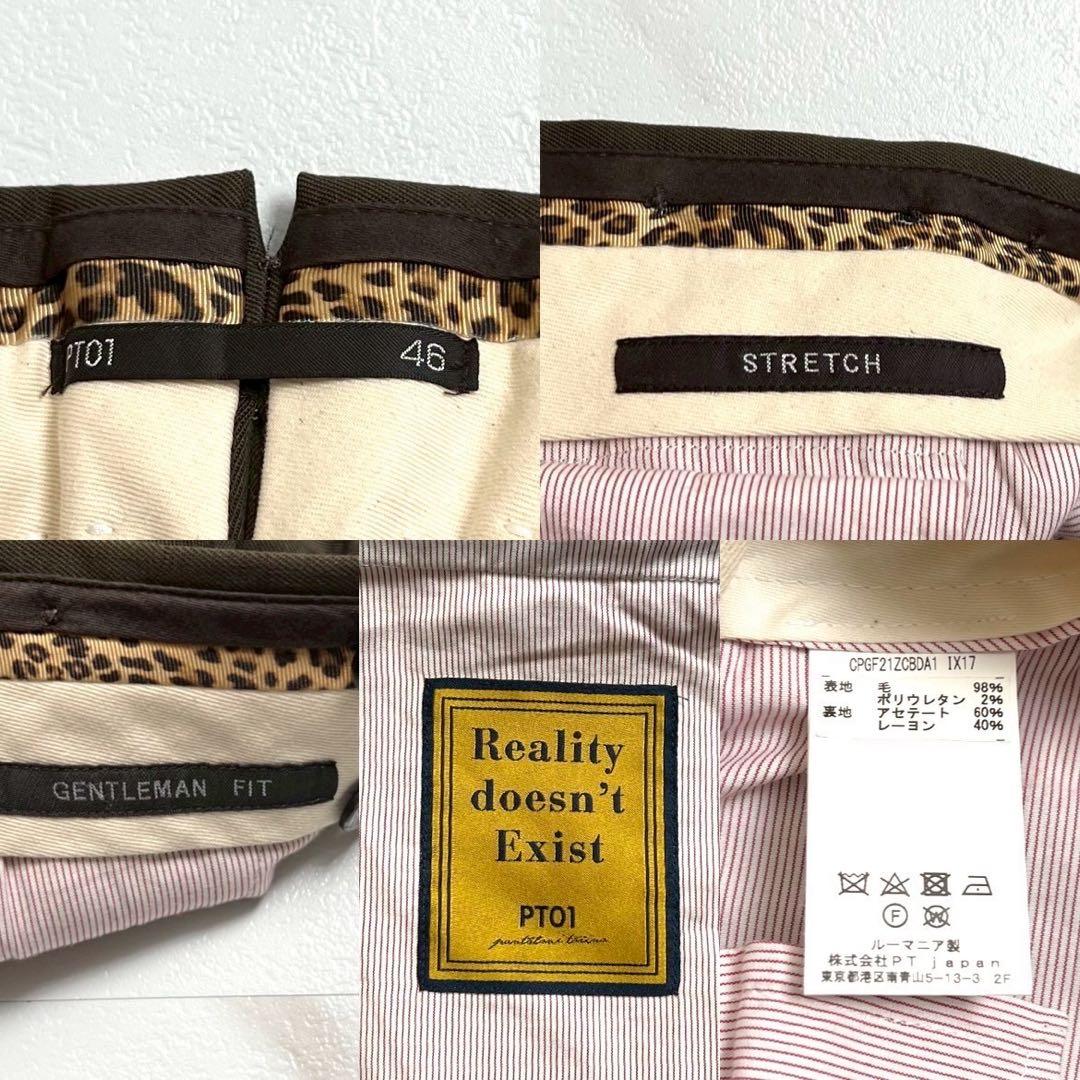 PT01 46
STRETCH
GENTLEMAN FIT
Reality
doesn't
Exist
PT01
CPGF21ZCBDA1 IX17
表地 毛 98%
ポリウレタン 2%
裏地 アセテート 60%
レーヨン 40%
F
W
ルーマニア製
株式会社PT japan
東京都港区南青山5-13-3 2F